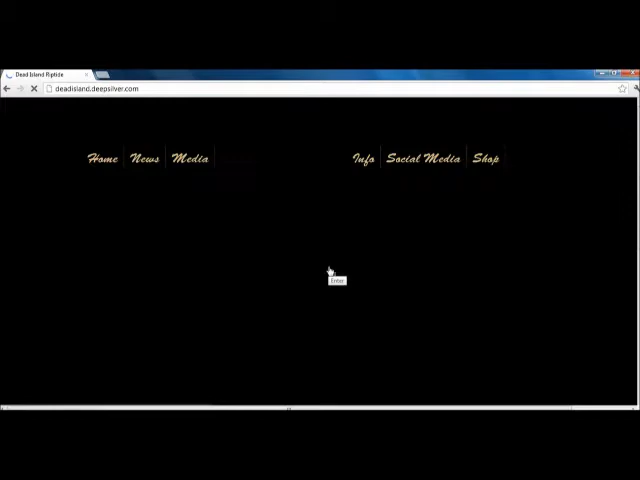 Dead Island Riptide
deadisland.deepsilver.com
Home News Media Info Social Media Shop
Enter